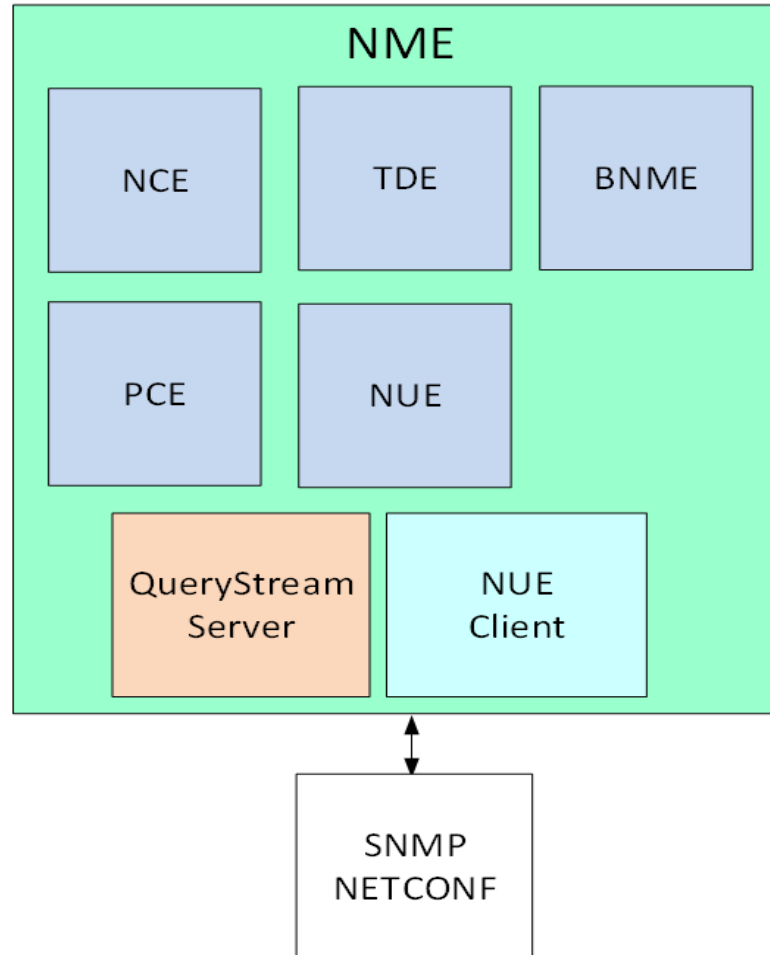 NME
NCE
TDE
BNME
PCE
NUE
QueryStream
Server
NUE
Client
SNMP
NETCONF